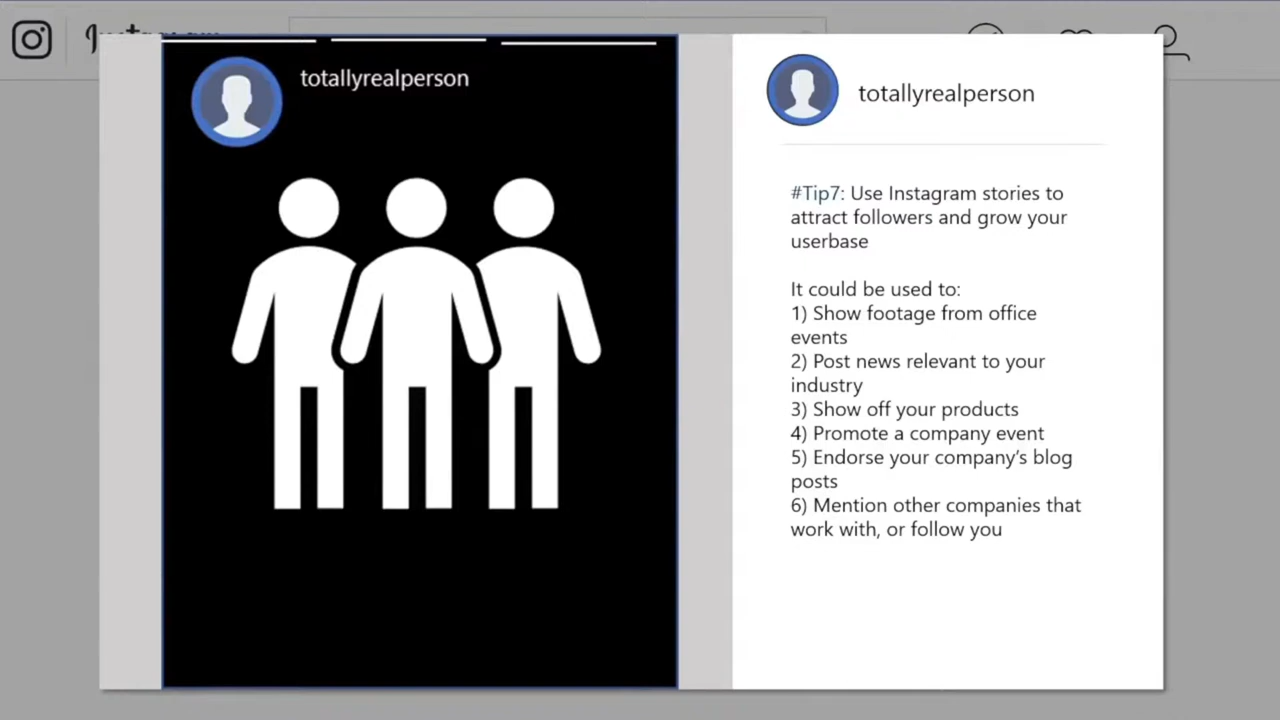 totallyrealperson
totallyrealperson
#Tip7: Use Instagram stories to
attract followers and grow your
userbase
It could be used to:
1) Show footage from office
events
2) Post news relevant to your
industry
3) Show off your products
4) Promote a company event
5) Endorse your company's blog
posts
6) Mention other companies that
work with, or follow you